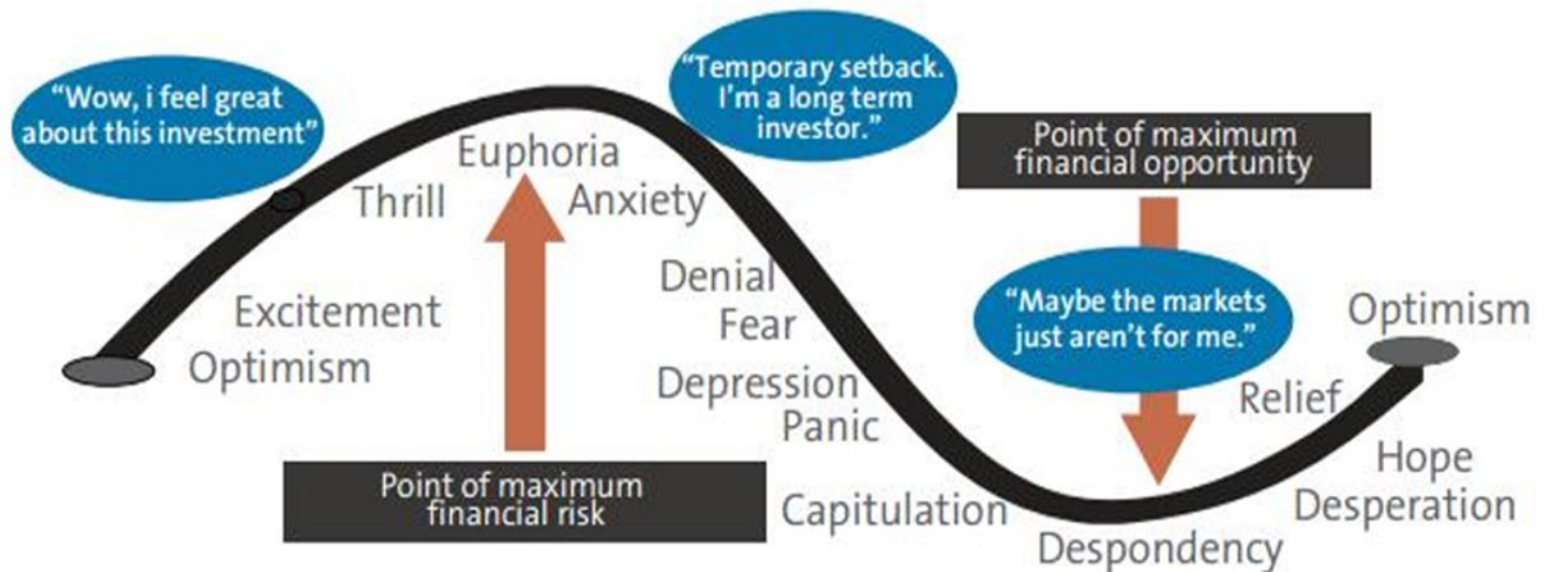 “Wow, i feel great
about this investment”
“Temporary setback.
I’m a long term
investor.”
Point of maximum
financial opportunity
Euphoria
Thrill
Anxiety
Denial
Fear
“Maybe the markets
just aren’t for me.”
Optimism
Excitement
Optimism
Depression
Panic
Relief
Hope
Desperation
Point of maximum
financial risk
Capitulation
Despondency